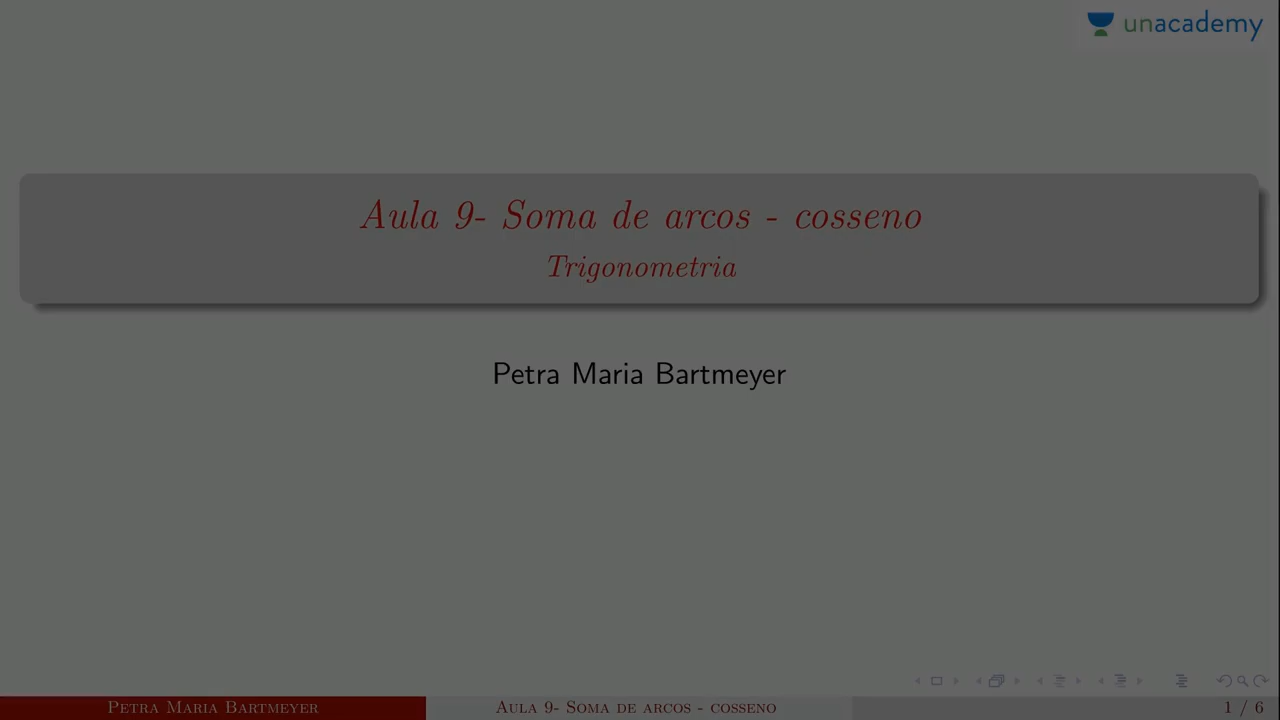 unacademy
Aula 9- Soma de arcos - cosseno
Trigonometria
Petra Maria Bartmeyer
Petra Maria Bartmeyer
Aula 9- Soma de arcos - cosseno
1 / 6